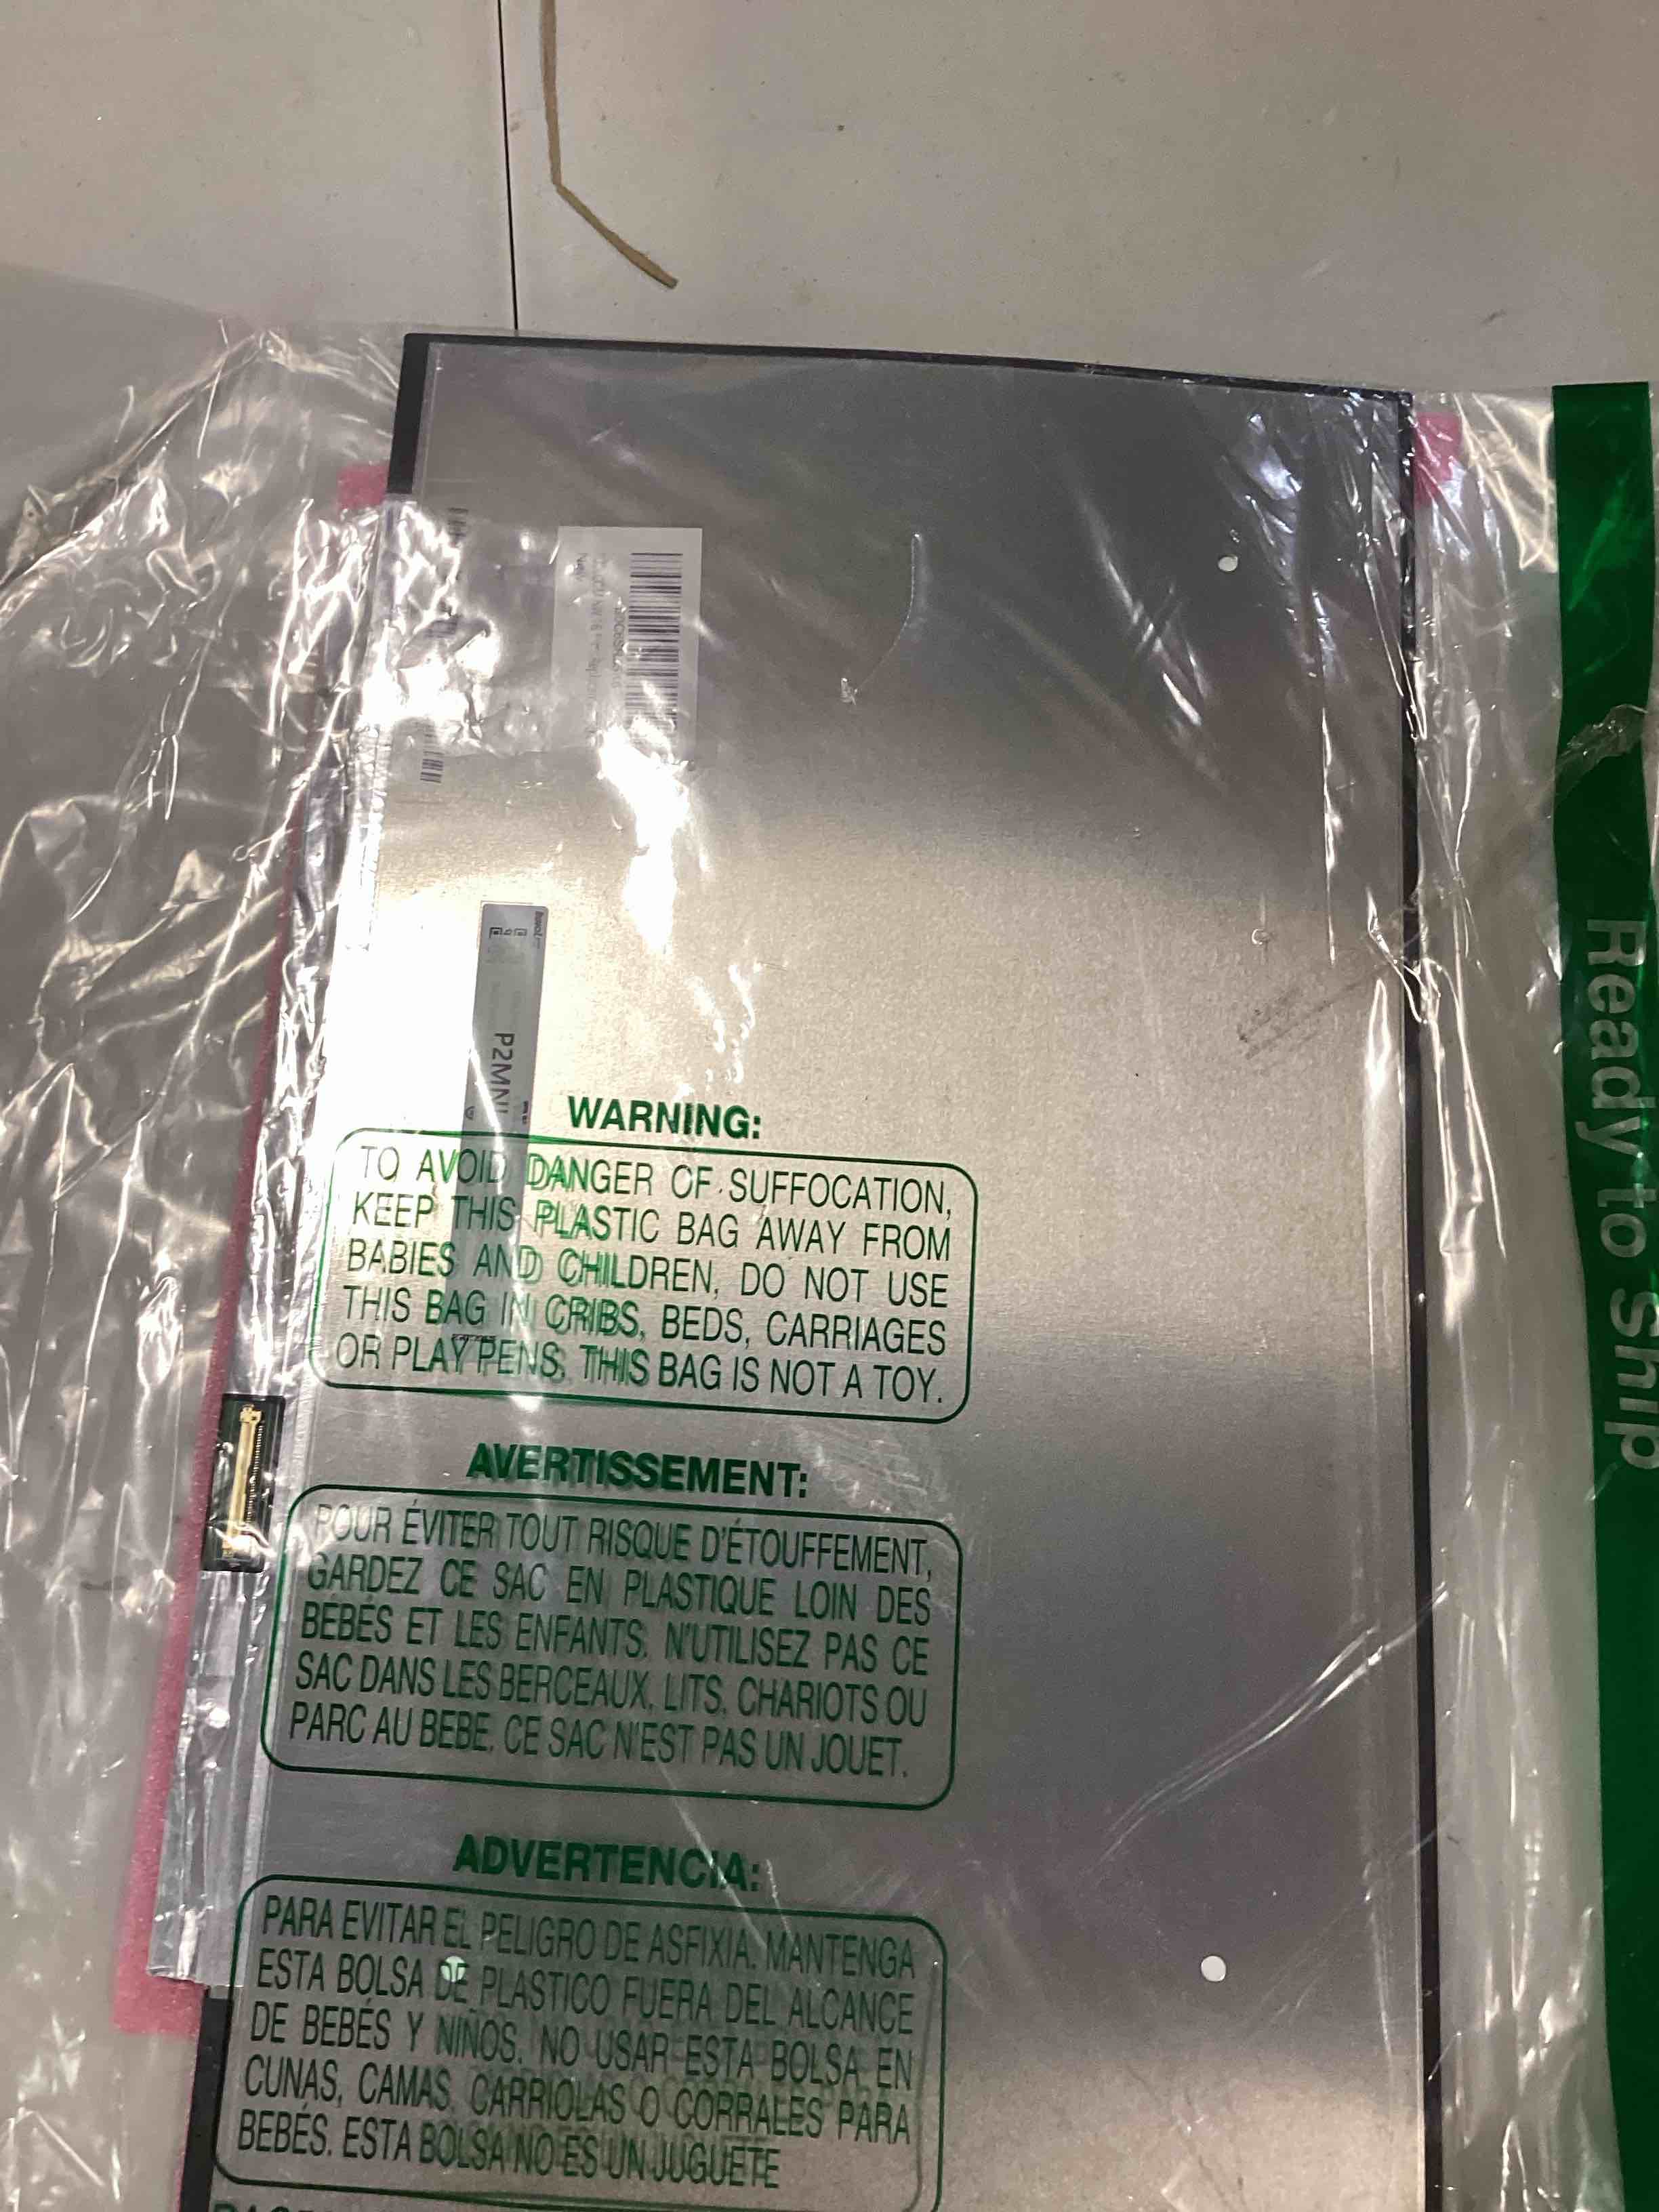 P2MN
WARNING:
TO AVOID DANGER OF SUFFOCATION,
KEEP THIS PLASTIC BAG AWAY FROM
BABIES AND CHILDREN, DO NOT USE
THIS BAG IN CRIBS, BEDS, CARRIAGES
OR PLAY PENS. THIS BAG IS NOT A TOY.
AVERTISSEMENT:
POUR ÉVITER TOUT RISQUE D'ÉTOUFFEMENT,
GARDEZ CE SAC EN PLASTIQUE LOIN DES
BEBÉS ET LES ENFANTS. N'UTILISEZ PAS CE
SAC DANS LES BERCEAUX, LITS, CHARIOTS OU
PARC AU BEBE. CE SAC N'EST PAS UN JOUET.
ADVERTENCIA:
PARA EVITAR EL PELIGRO DE ASFIXIA. MANTENGA
ESTA BOLSA DE PLASTICO FUERA DEL ALCANCE
DE BEBÉS Y NIÑOS. NO USAR ESTA BOLSA EN
CUNAS, CAMAS, CARRIOLAS O CORRALES PARA
BEBÉS. ESTA BOLSA NO ES UN JUGUETE
Ready to Ship